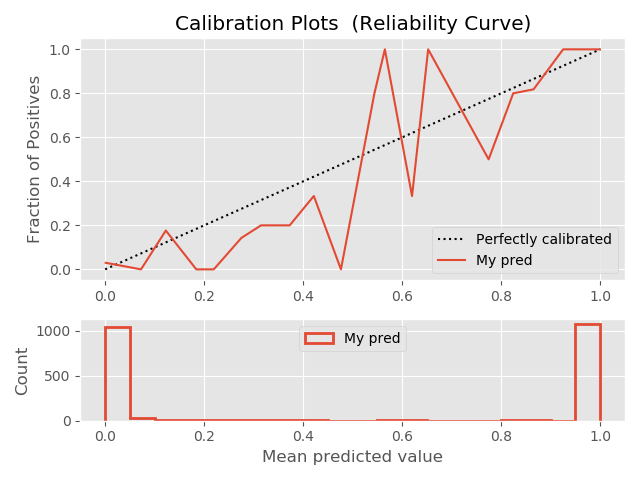 Calibration Plots  (Reliability Curve)
Fraction of Positives
1.0
0.8
0.6
0.4
0.2
0.0
Perfectly calibrated
My pred
0.0 0.2 0.4 0.6 0.8 1.0
Count
1000
500
0
My pred
0.0 0.2 0.4 0.6 0.8 1.0
Mean predicted value